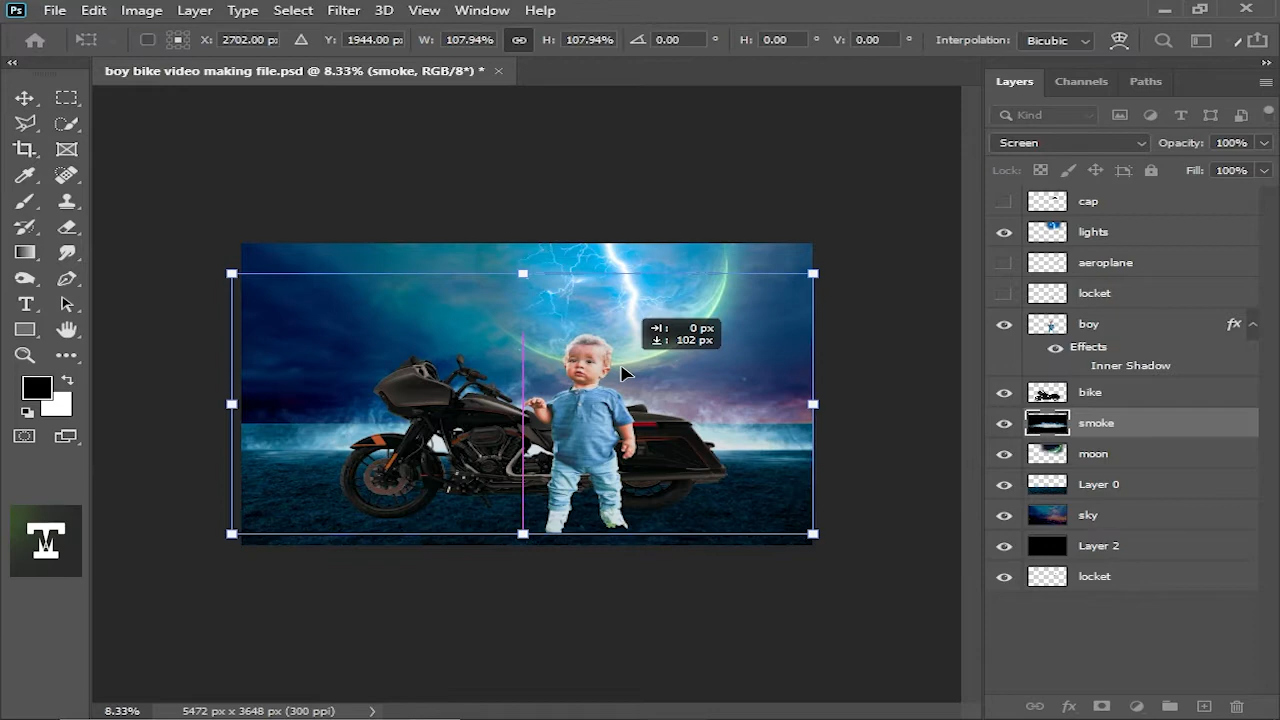 Ps File Edit Image Layer Type Select Filter 3D View Window Help
X: 2702.00 px Y: 1944.00 px W: 107.94% H: 107.94% 0.00 ° H: 0.00 ° V: 0.00 ° Interpolation: Bicubic
boy bike video making file.psd @ 8.33% (smoke, RGB/8*) * ×
Layers Channels Paths
Kind
Screen Opacity: 100%
Lock: Fill: 100%
cap
lights
aeroplane
locket
boy fx
Effects
Inner Shadow
bike
smoke
moon
Layer 0
sky
Layer 2
locket
→I : 0 px
102 px
T
8.33% 5472 px x 3648 px (300 ppi)
fx